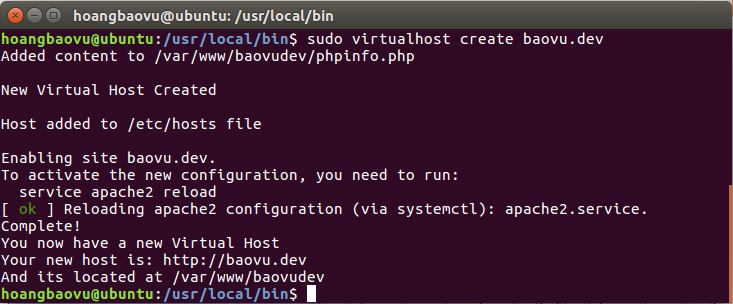 hoangbaovu@ubuntu: /usr/local/bin
hoangbaovu@ubuntu:/usr/local/bin$ sudo virtualhost create baovu.dev
Added content to /var/www/baovudev/phpinfo.php
New Virtual Host Created
Host added to /etc/hosts file
Enabling site baovu.dev.
To activate the new configuration, you need to run:
  service apache2 reload
[ ok ] Reloading apache2 configuration (via systemctl): apache2.service.
Complete!
You now have a new Virtual Host
Your new host is: http://baovu.dev
And its located at /var/www/baovudev
hoangbaovu@ubuntu:/usr/local/bin$